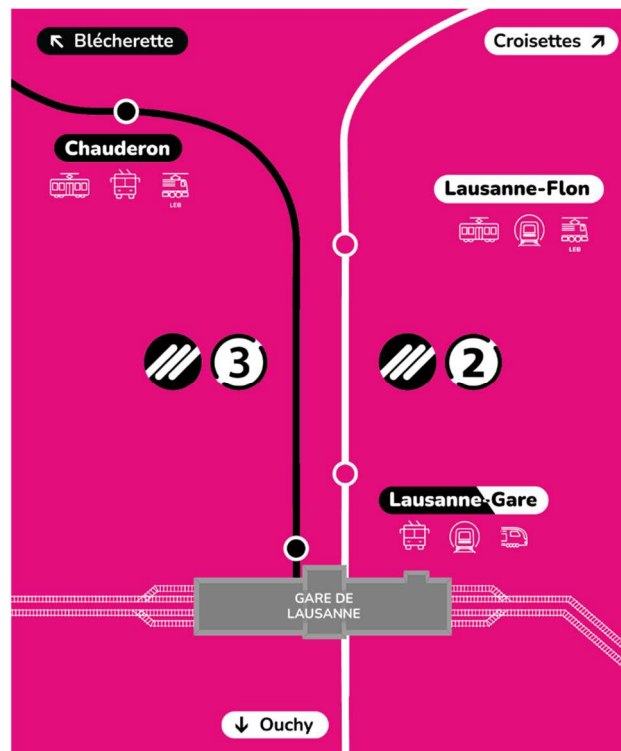 ↖ Blécherette
Croisettes ↗
Chauderon
LEB
Lausanne-Flon
LEB
3
2
Lausanne-Gare
GARE DE
LAUSANNE
↓ Ouchy